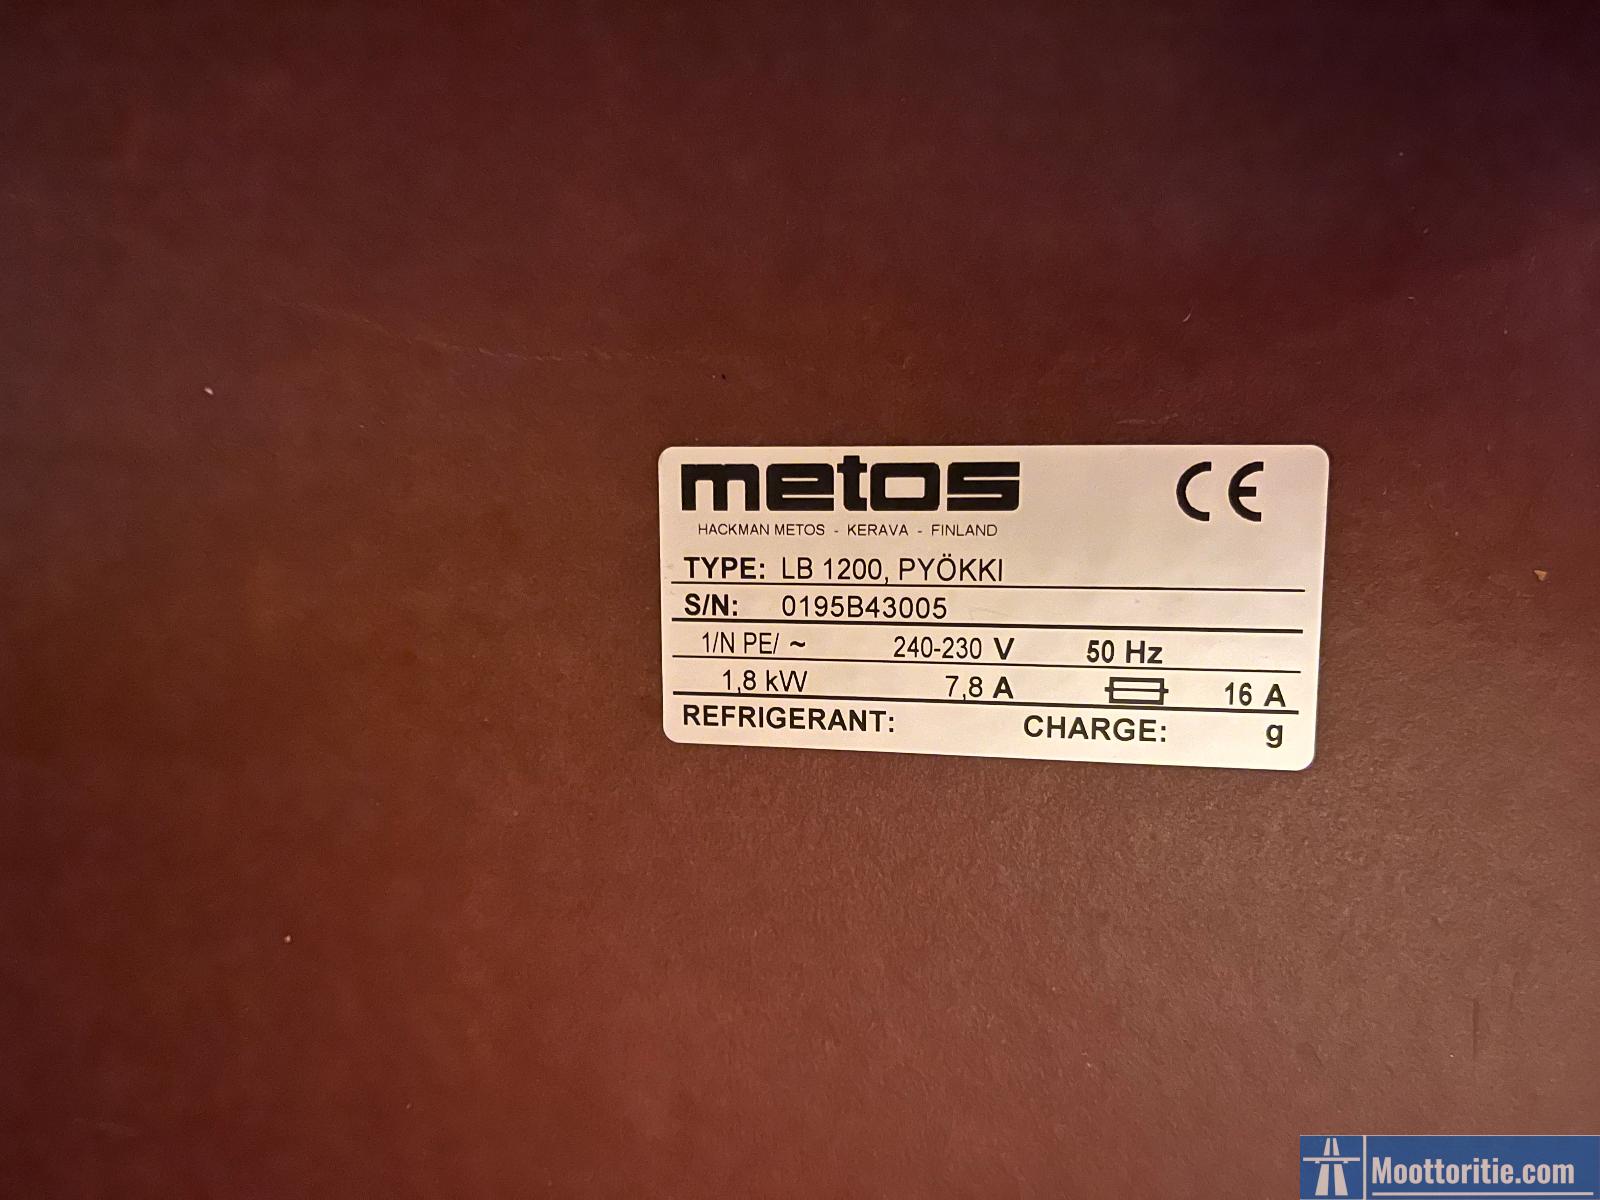 metos CE
HACKMAN METOS - KERAVA - FINLAND
TYPE: LB 1200, PYÖKKI
S/N: 0195B43005
1/N PE/ ~ 240-230 V 50 Hz
1,8 kW 7,8 A 16 A
REFRIGERANT: CHARGE: g
Moottoritie.com